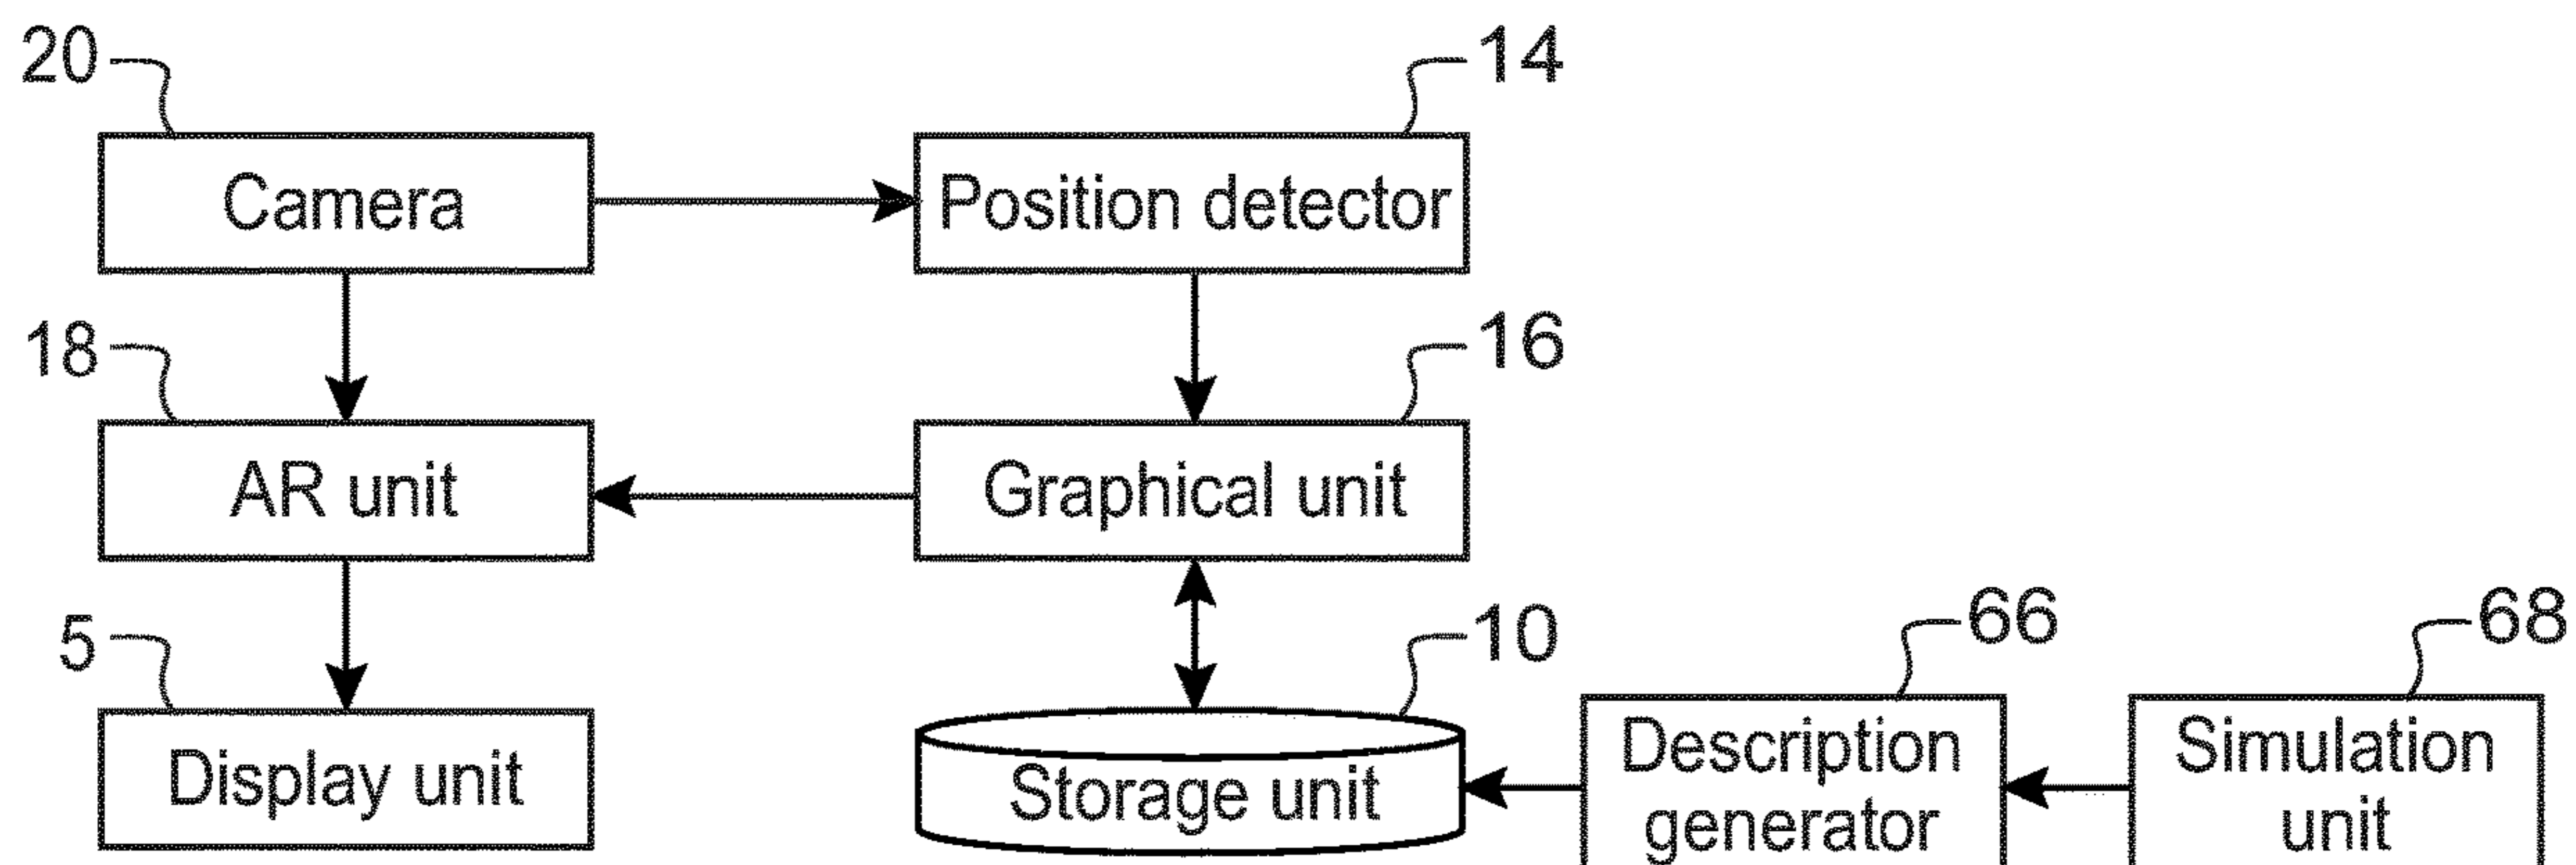 20
14
Camera
Position detector
18
16
AR unit
Graphical unit
5
10
66
68
Display unit
Storage unit
Description
generator
Simulation
unit